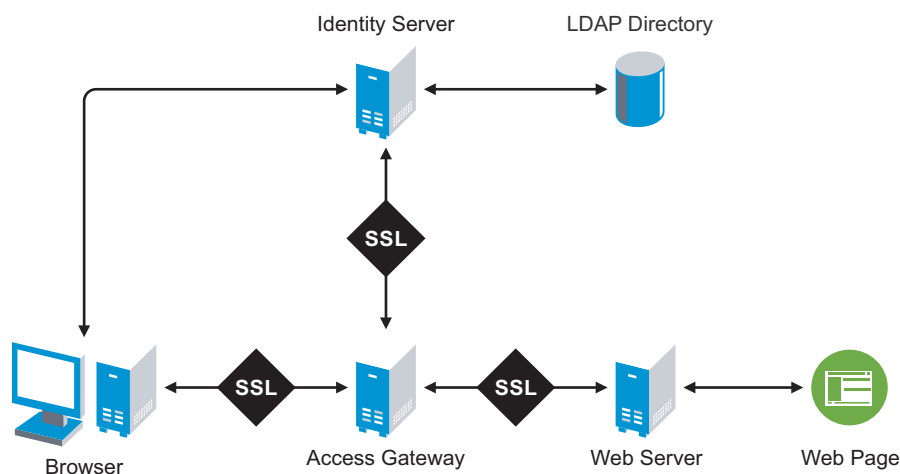 Identity Server
LDAP Directory
SSL
SSL
SSL
Browser
Access Gateway
Web Server
Web Page